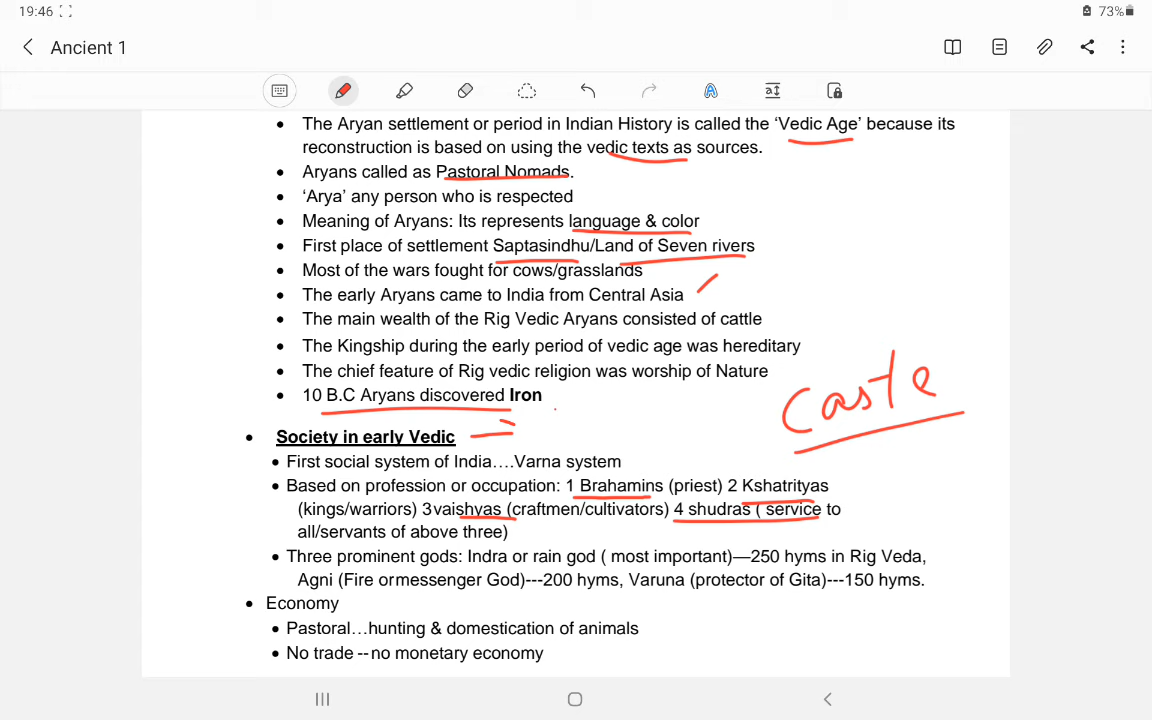 19:46
73%
Ancient 1
The Aryan settlement or period in Indian History is called the ‘Vedic Age’ because its
reconstruction is based on using the vedic texts as sources.
Aryans called as Pastoral Nomads.
‘Arya’ any person who is respected
Meaning of Aryans: Its represents language & color
First place of settlement Saptasindhu/Land of Seven rivers
Most of the wars fought for cows/grasslands
The early Aryans came to India from Central Asia
The main wealth of the Rig Vedic Aryans consisted of cattle
The Kingship during the early period of vedic age was hereditary
The chief feature of Rig vedic religion was worship of Nature
10 B.C Aryans discovered Iron
Caste
Society in early Vedic
First social system of India….Varna system
Based on profession or occupation: 1 Brahamins (priest) 2 Kshatrityas
(kings/warriors) 3vaishyas (craftmen/cultivators) 4 shudras ( service to
all/servants of above three)
Three prominent gods: Indra or rain god ( most important)—250 hyms in Rig Veda,
Agni (Fire ormessenger God)---200 hyms, Varuna (protector of Gita)---150 hyms.
Economy
Pastoral…hunting & domestication of animals
No trade --no monetary economy